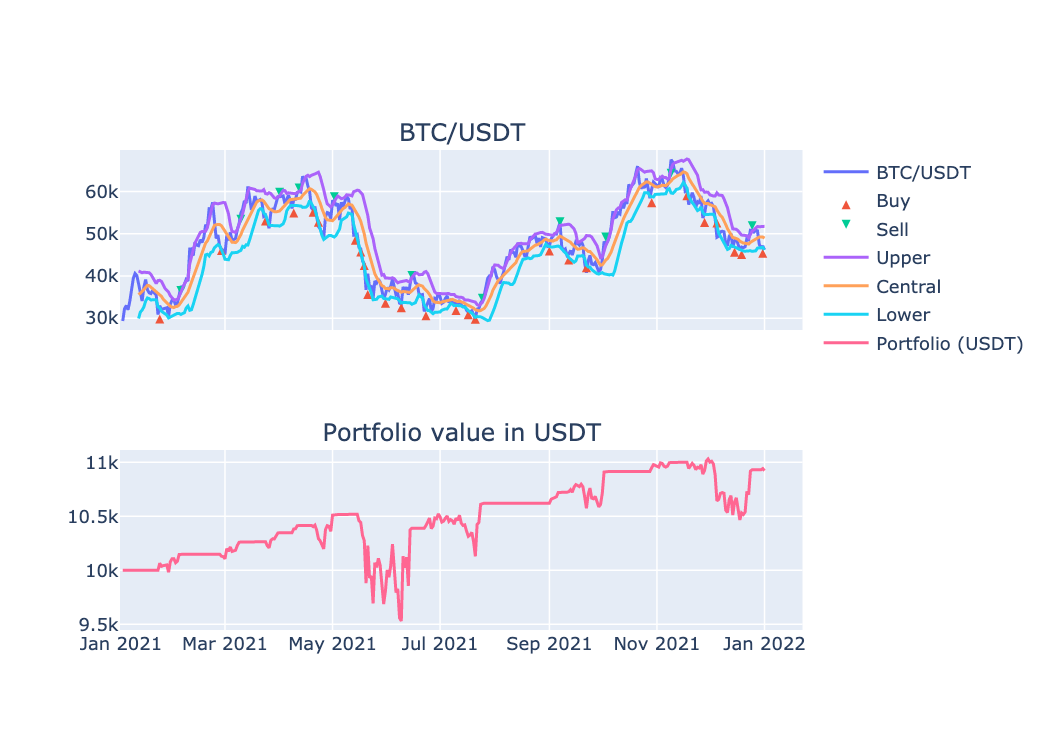 BTC/USDT
60k
50k
40k
30k
BTC/USDT
Buy
Sell
Upper
Central
Lower
Portfolio (USDT)
Portfolio value in USDT
11k
10.5k
10k
9.5k
Jan 2021 Mar 2021 May 2021 Jul 2021 Sep 2021 Nov 2021 Jan 2022